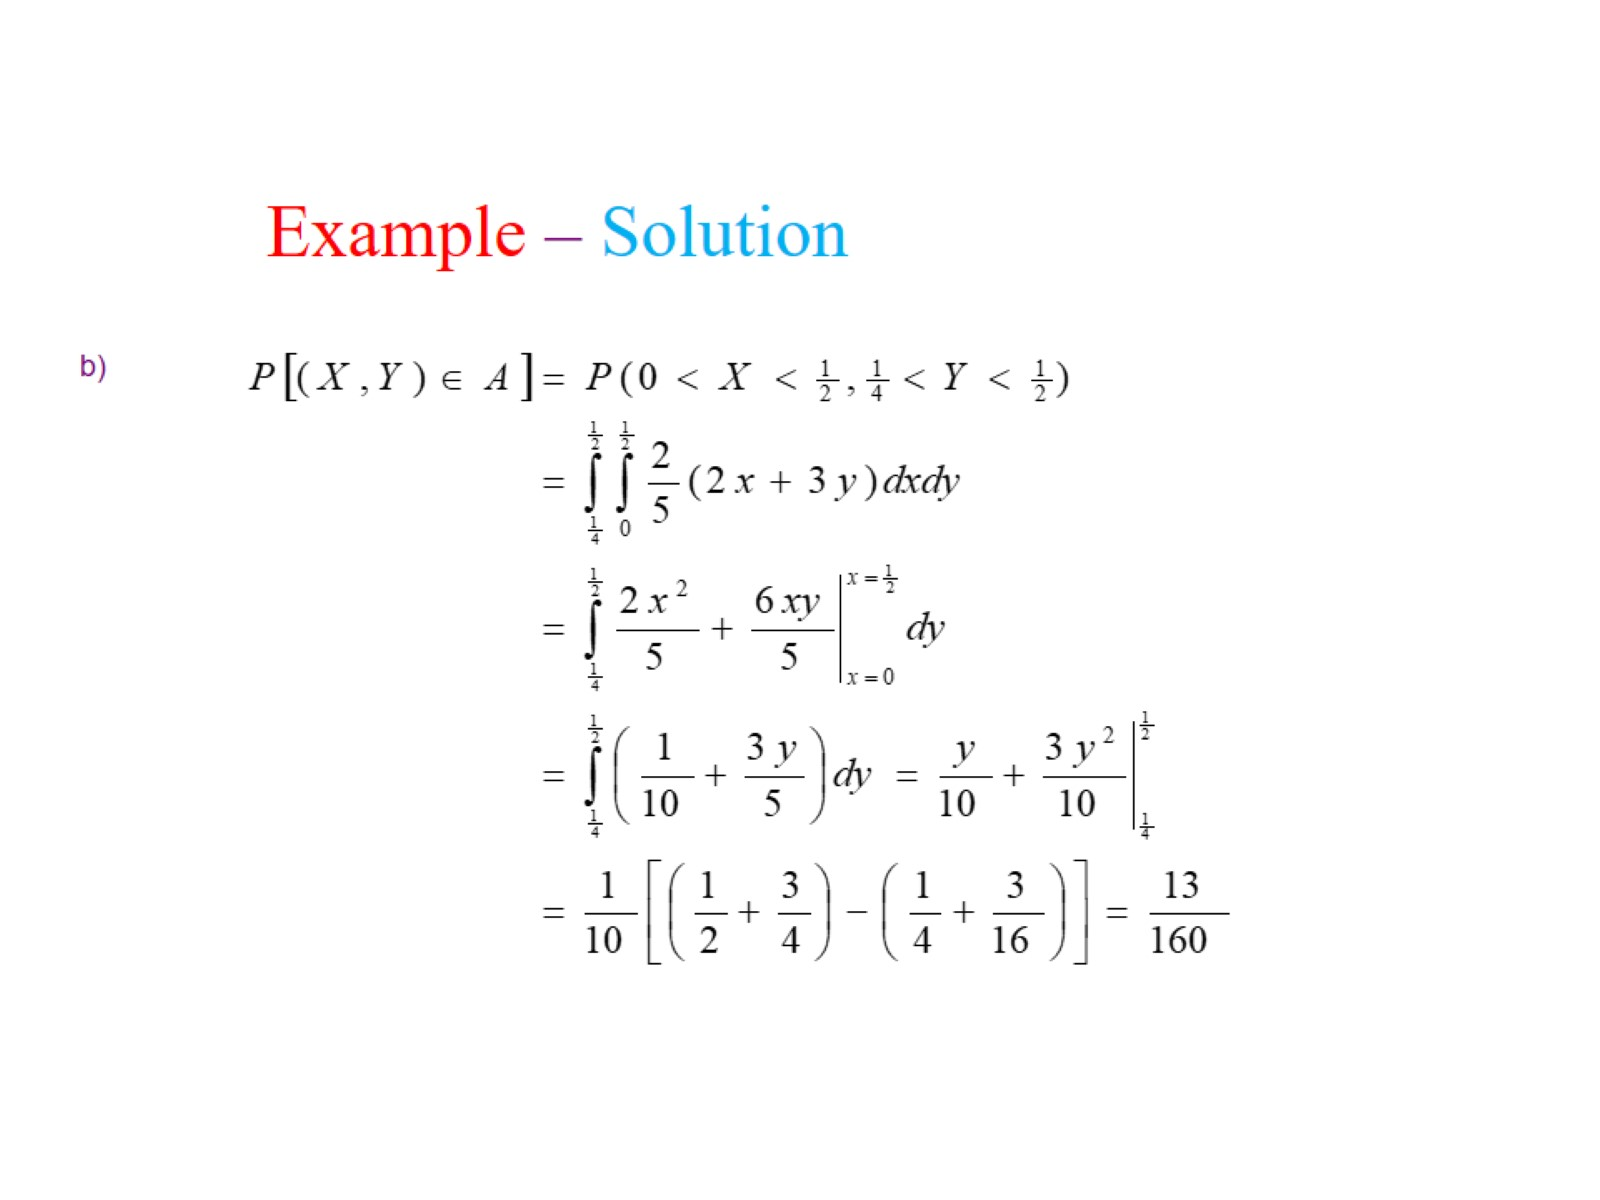 Example – Solution
b) P[(X,Y) ∈ A] = P(0 < X < 1/2, 1/4 < Y < 1/2)
= ∫_{1/4}^{1/2} ∫_{0}^{1/2} 2/5 (2x + 3y)dxdy
= ∫_{1/4}^{1/2} 2x²/5 + 6xy/5 |_{x=0}^{x=1/2} dy
= ∫_{1/4}^{1/2} (1/10 + 3y/5) dy = y/10 + 3y²/10 |_{1/4}^{1/2}
= 1/10 [(1/2 + 3/4) − (1/4 + 3/16)] = 13/160